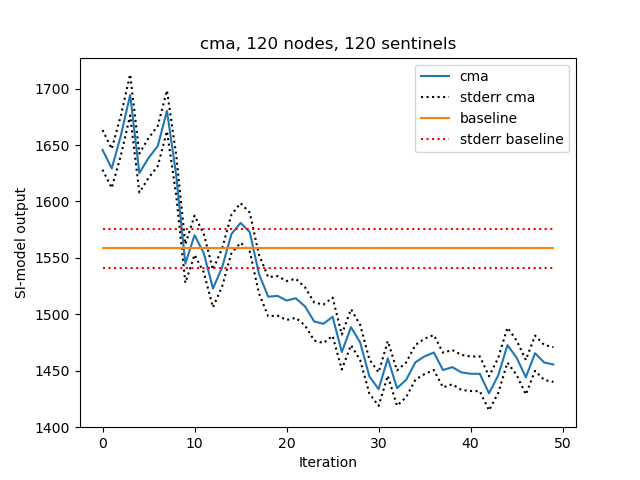 cma, 120 nodes, 120 sentinels
cma
stderr cma
baseline
stderr baseline
SI-model output
1700
1650
1600
1550
1500
1450
1400
0 10 20 30 40 50
Iteration